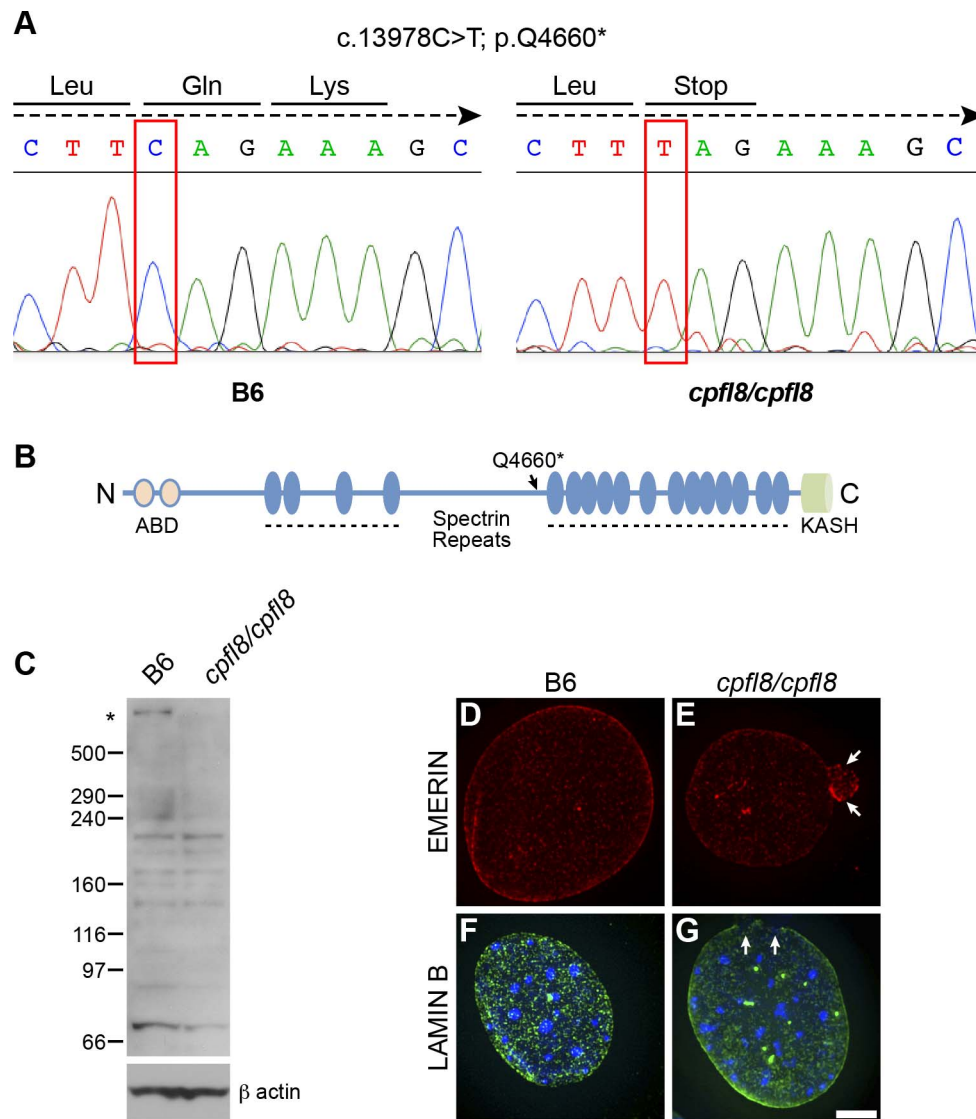 A
c.13978C>T; p.Q4660*
Leu Gln Lys
C T T C A G A A A G C
B6
Leu Stop
C T T T A G A A A G C
cpfl8/cpfl8
B
Q4660*
N
C
ABD
Spectrin
Repeats
KASH
C
B6
cpfl8/cpfl8
*
500
290
240
160
116
97
66
β actin
B6
cpfl8/cpfl8
EMERIN
D
E
LAMIN B
F
G